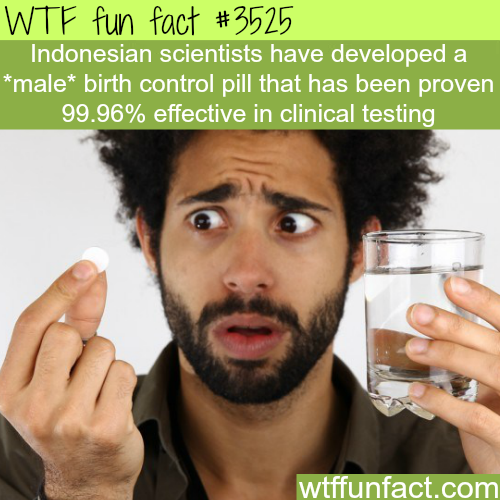 WTF fun fact #3525
Indonesian scientists have developed a
*male* birth control pill that has been proven
99.96% effective in clinical testing
wtffunfact.com